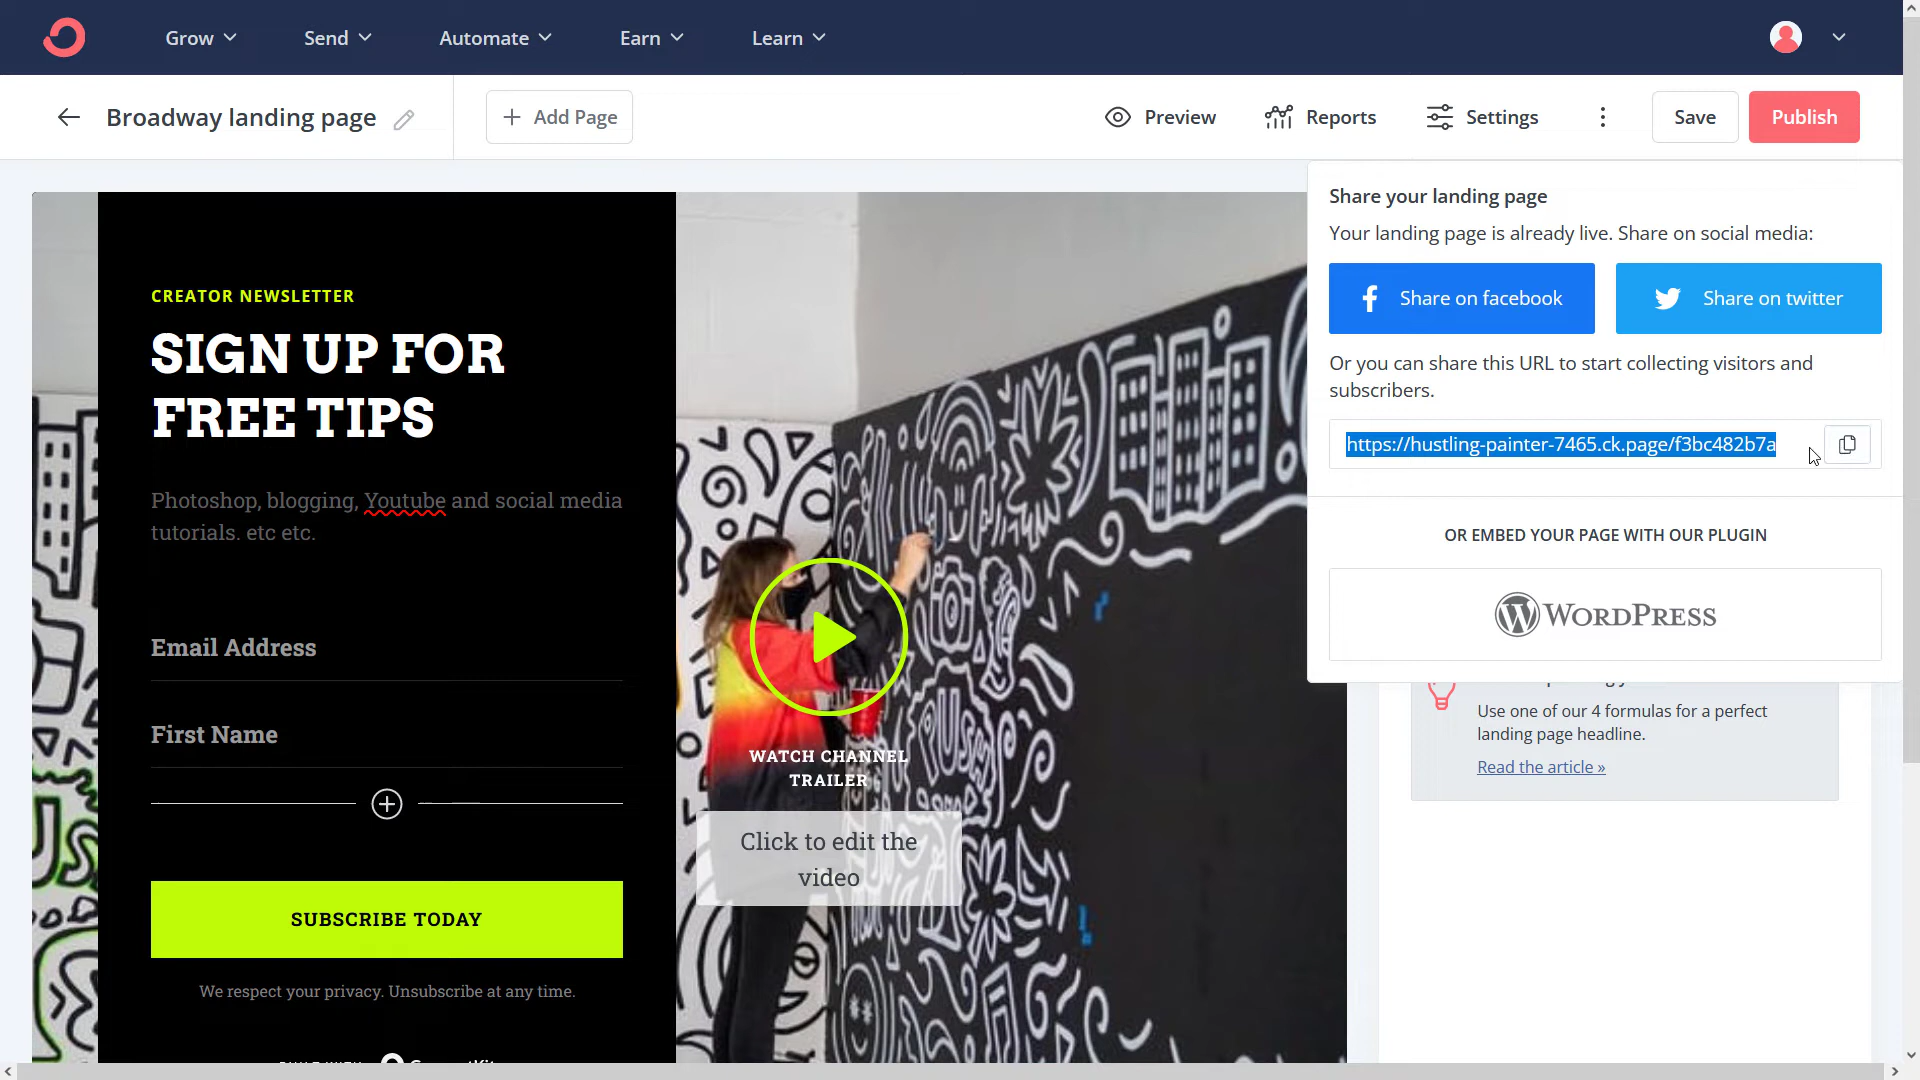 Grow
Send
Automate
Earn
Learn
Broadway landing page
Add Page
Preview
Reports
Settings
Save
Publish
CREATOR NEWSLETTER
SIGN UP FOR
FREE TIPS
Photoshop, blogging, Youtube and social media
tutorials. etc etc.
Email Address
First Name
SUBSCRIBE TODAY
We respect your privacy. Unsubscribe at any time.
WATCH CHANNEL
TRAILER
Click to edit the
video
Share your landing page
Your landing page is already live. Share on social media:
Share on facebook
Share on twitter
Or you can share this URL to start collecting visitors and
subscribers.
https://hustling-painter-7465.ck.page/f3bc482b7a
OR EMBED YOUR PAGE WITH OUR PLUGIN
WORDPRESS
Use one of our 4 formulas for a perfect
landing page headline.
Read the article »